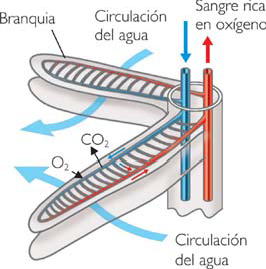 Branquia
Circulación
del agua
Sangre rica
en oxígeno
CO₂
O₂
Circulación
del agua